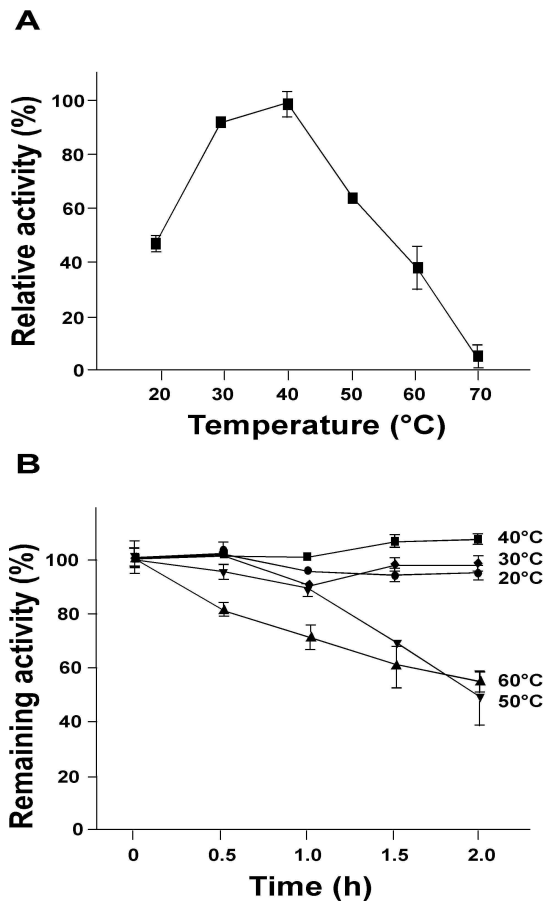 A
Relative activity (%)
100
80
60
40
20
0
20 30 40 50 60 70
Temperature (°C)
B
Remaining activity (%)
100
80
60
40
20
0
40°C
30°C
20°C
60°C
50°C
0 0.5 1.0 1.5 2.0
Time (h)